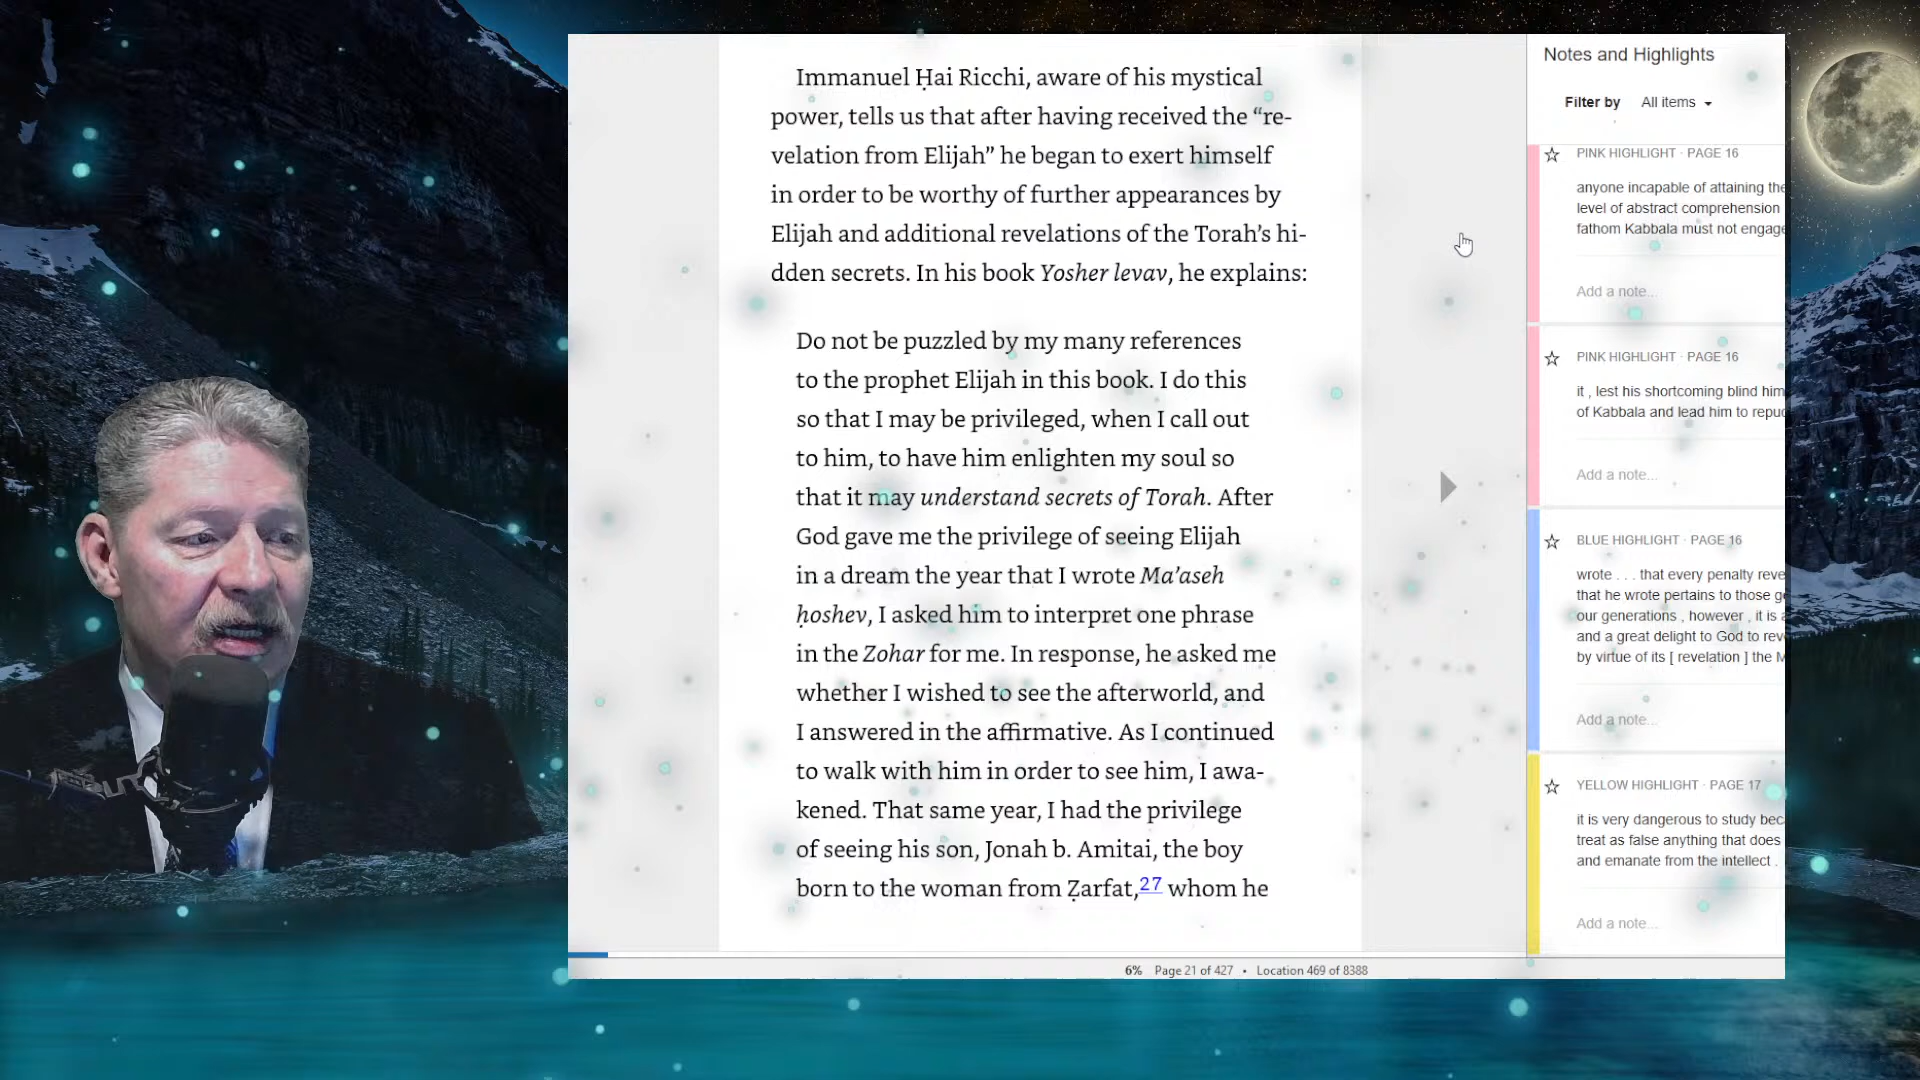 Immanuel Ḥai Ricchi, aware of his mystical
power, tells us that after having received the “re-
velation from Elijah” he began to exert himself
in order to be worthy of further appearances by
Elijah and additional revelations of the Torah’s hi-
dden secrets. In his book Yosher levav, he explains:
Do not be puzzled by my many references
to the prophet Elijah in this book. I do this
so that I may be privileged, when I call out
to him, to have him enlighten my soul so
that it may understand secrets of Torah. After
God gave me the privilege of seeing Elijah
in a dream the year that I wrote Ma’aseh
ḥoshev, I asked him to interpret one phrase
in the Zohar for me. In response, he asked me
whether I wished to see the afterworld, and
I answered in the affirmative. As I continued
to walk with him in order to see him, I awa-
kened. That same year, I had the privilege
of seeing his son, Jonah b. Amitai, the boy
born to the woman from Ẓarfat,27 whom he
6% Page 21 of 427 • Location 469 of 8388
Notes and Highlights
Filter by All items
PINK HIGHLIGHT · PAGE 16
anyone incapable of attaining the
level of abstract comprehension
fathom Kabbala must not engage
Add a note...
PINK HIGHLIGHT · PAGE 16
it , lest his shortcoming blind him
of Kabbala and lead him to repu
Add a note...
BLUE HIGHLIGHT · PAGE 16
wrote . . . that every penalty reve
that he wrote pertains to those ge
our generations , however , it is a
and a great delight to God to reve
by virtue of its [ revelation ] the M
Add a note...
YELLOW HIGHLIGHT · PAGE 17
it is very dangerous to study bec
treat as false anything that does
and emanate from the intellect .
Add a note...